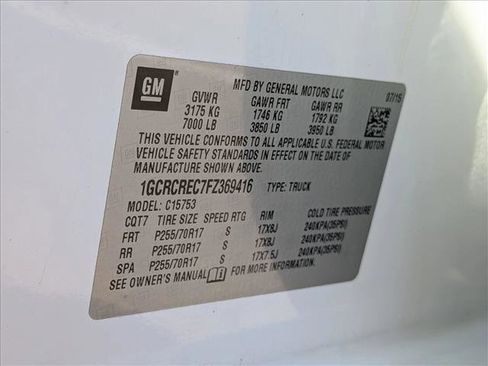 GM
MFD BY GENERAL MOTORS LLC 07/15
GVWR GAWR FRT GAWR RR
3175 KG 1746 KG 1792 KG
7000 LB 3850 LB 3950 LB
THIS VEHICLE CONFORMS TO ALL APPLICABLE U.S. FEDERAL MOTOR
VEHICLE SAFETY STANDARDS IN EFFECT ON THE DATE OF
MANUFACTURE SHOWN ABOVE.
1GCRCREC7FZ369416 TYPE: TRUCK
MODEL: C15753
CQT7 TIRE SIZE SPEED RTG RIM COLD TIRE PRESSURE
FRT P255/70R17 S 17X8J 240KPA(35PSI)
RR P255/70R17 S 17X8J 240KPA(35PSI)
SPA P255/70R17 S 17X7.5J 240KPA(35PSI)
SEE OWNER'S MANUAL FOR MORE INFORMATION.